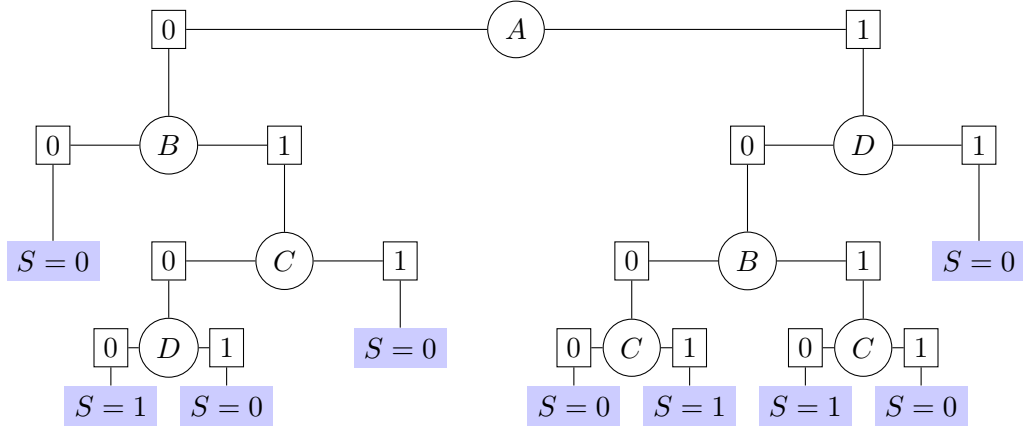 0 A 1
0 B 1 0 D 1
S = 0 0 C 1 0 B 1 S = 0
0 D 1 S = 0 0 C 1 0 C 1
S = 1 S = 0 S = 0 S = 1 S = 1 S = 0